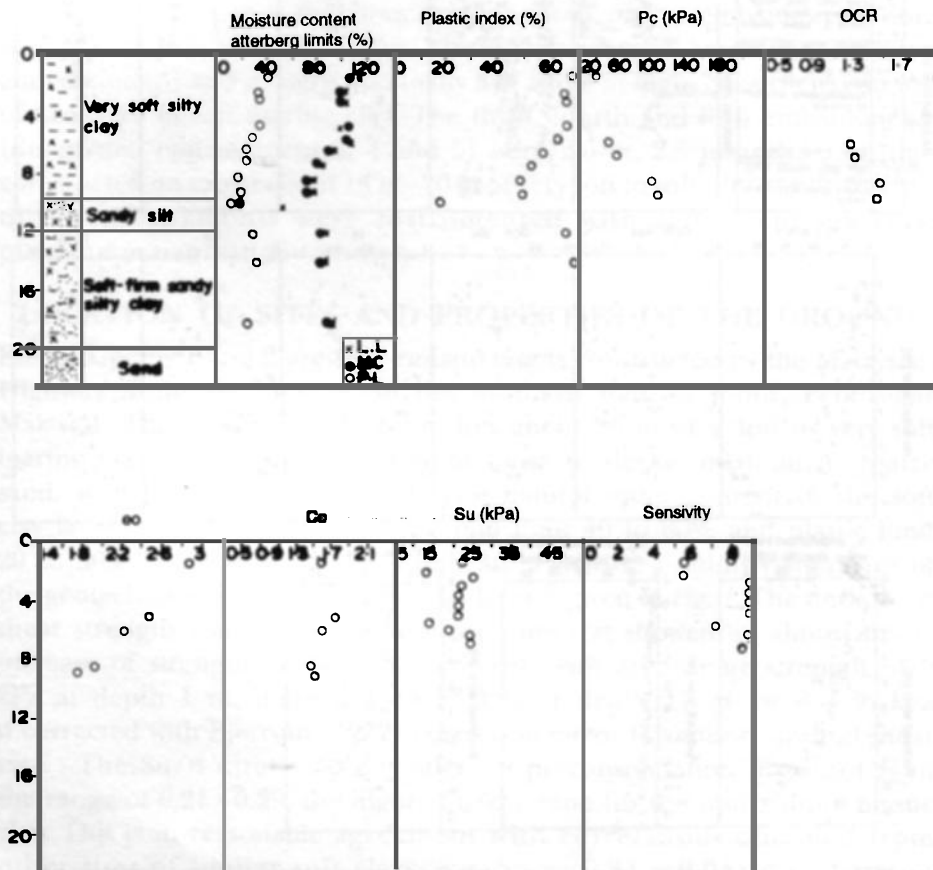 Moisture content Plastic index (%) Pc (kPa) OCR
atterberg limits (%)
0 0 40 80 120 0 20 40 60 20 60 100 140 180 0·5 0·9 1·3 1·7
Very soft silty
clay
4
8
Sandy silt
12
Soft-firm sandy
silty clay
16
20
Sand
L.L
P.L
Su (kPa) Sensivity
0 1·4 1·8 2·2 2·6 3 0·5 0·9 1·3 1·7 2·1 5 15 25 35 45 0 2 4 6 8
4
8
12
16
20